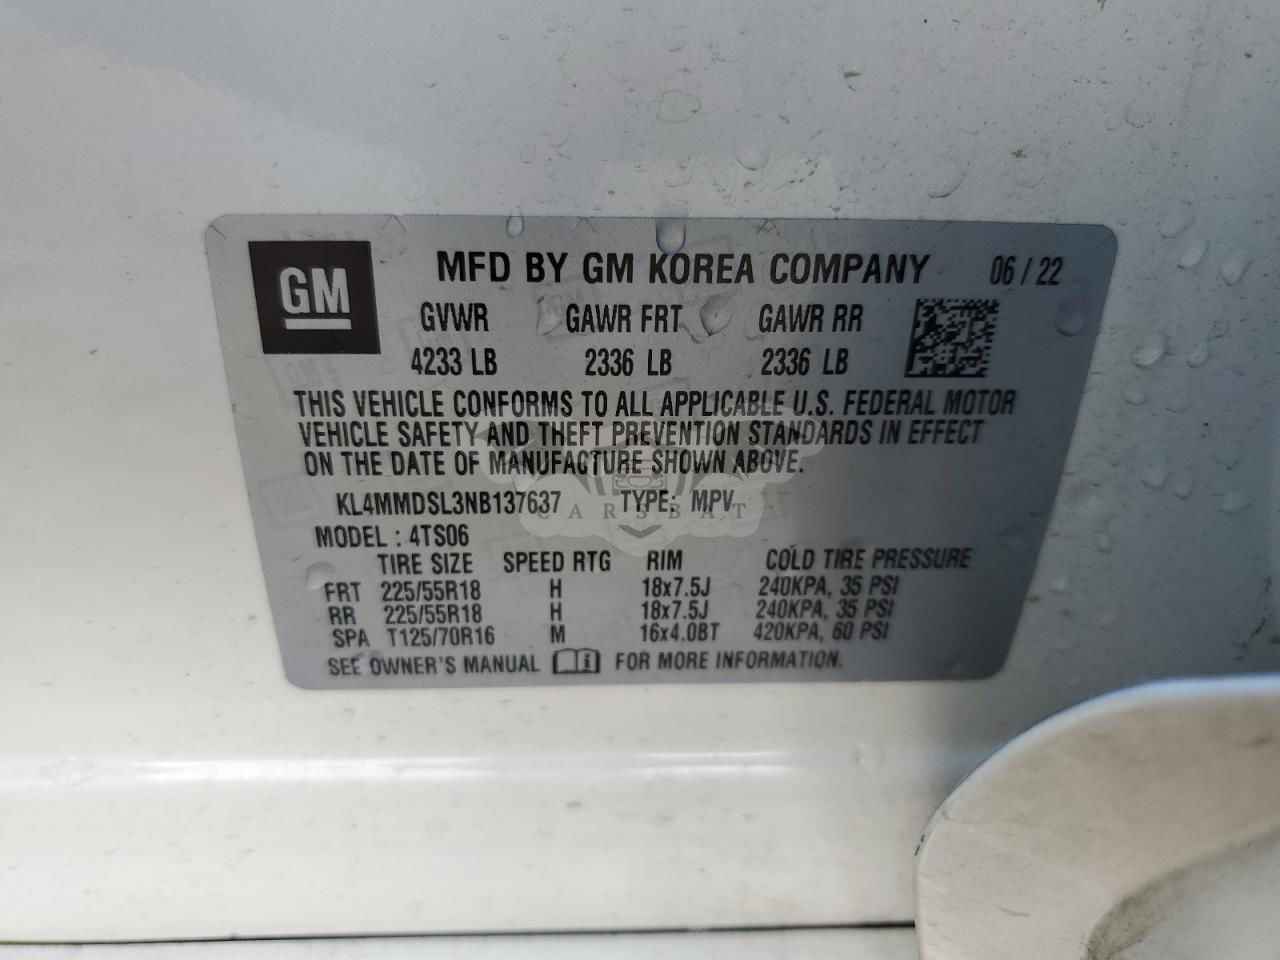 GM
MFD BY GM KOREA COMPANY 06 / 22
GVWR GAWR FRT GAWR RR
4233 LB 2336 LB 2336 LB
THIS VEHICLE CONFORMS TO ALL APPLICABLE U.S. FEDERAL MOTOR
VEHICLE SAFETY AND THEFT PREVENTION STANDARDS IN EFFECT
ON THE DATE OF MANUFACTURE SHOWN ABOVE.
KL4MMDSL3NB137637 TYPE: MPV
CARSBAT
MODEL : 4TS06
TIRE SIZE SPEED RTG RIM COLD TIRE PRESSURE
FRT 225/55R18 H 18x7.5J 240KPA, 35 PSI
RR 225/55R18 H 18x7.5J 240KPA, 35 PSI
SPA T125/70R16 M 16x4.0BT 420KPA, 60 PSI
SEE OWNER'S MANUAL i FOR MORE INFORMATION.